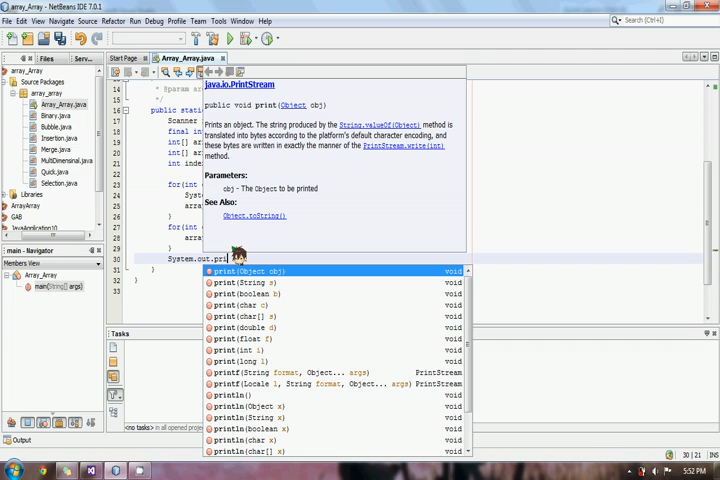 array_Array - NetBeans IDE 7.0.1
File Edit View Navigate Source Refactor Run Debug Profile Team Tools Window Help
Search (Ctrl+I)
Files Serv...
Start Page Array_Array.java
array_Array
Source Packages
array_array
Array_Array.java
Binary.java
Bubble.java
Insertion.java
Merge.java
MultiDimensinal.java
Quick.java
Selection.java
Libraries
ArrayArray
GAB
JavaApplication10
main - Navigator
Members View
Array_Array
main(String[] args)
14 * @param ar
15 */
16 public stati
17 Scanner
18 final in
19 int[] ar
20 int[] ar
21 int inde
23 for(int
24 Syst
25 arra
26 }
27 for(int
28 arra
29 }
30 System.out.pri
31 }
32 }
33
java.io.PrintStream
public void print(Object obj)
Prints an object. The string produced by the String.valueOf(Object) method is
translated into bytes according to the platform's default character encoding, and
these bytes are written in exactly the manner of the PrintStream.write(int)
method.
Parameters:
obj - The Object to be printed
See Also:
Object.toString()
print(Object obj) void
print(String s) void
print(boolean b) void
print(char c) void
print(char[] s) void
print(double d) void
print(float f) void
print(int i) void
print(long l) void
printf(String format, Object... args) PrintStream
printf(Locale l, String format, Object... args) PrintStream
println() void
println(Object x) void
println(String x) void
println(boolean x) void
println(char x) void
println(char[] x) void
Tasks
<no tasks> in all opened proje
Output
30 | 21 INS
5:52 PM